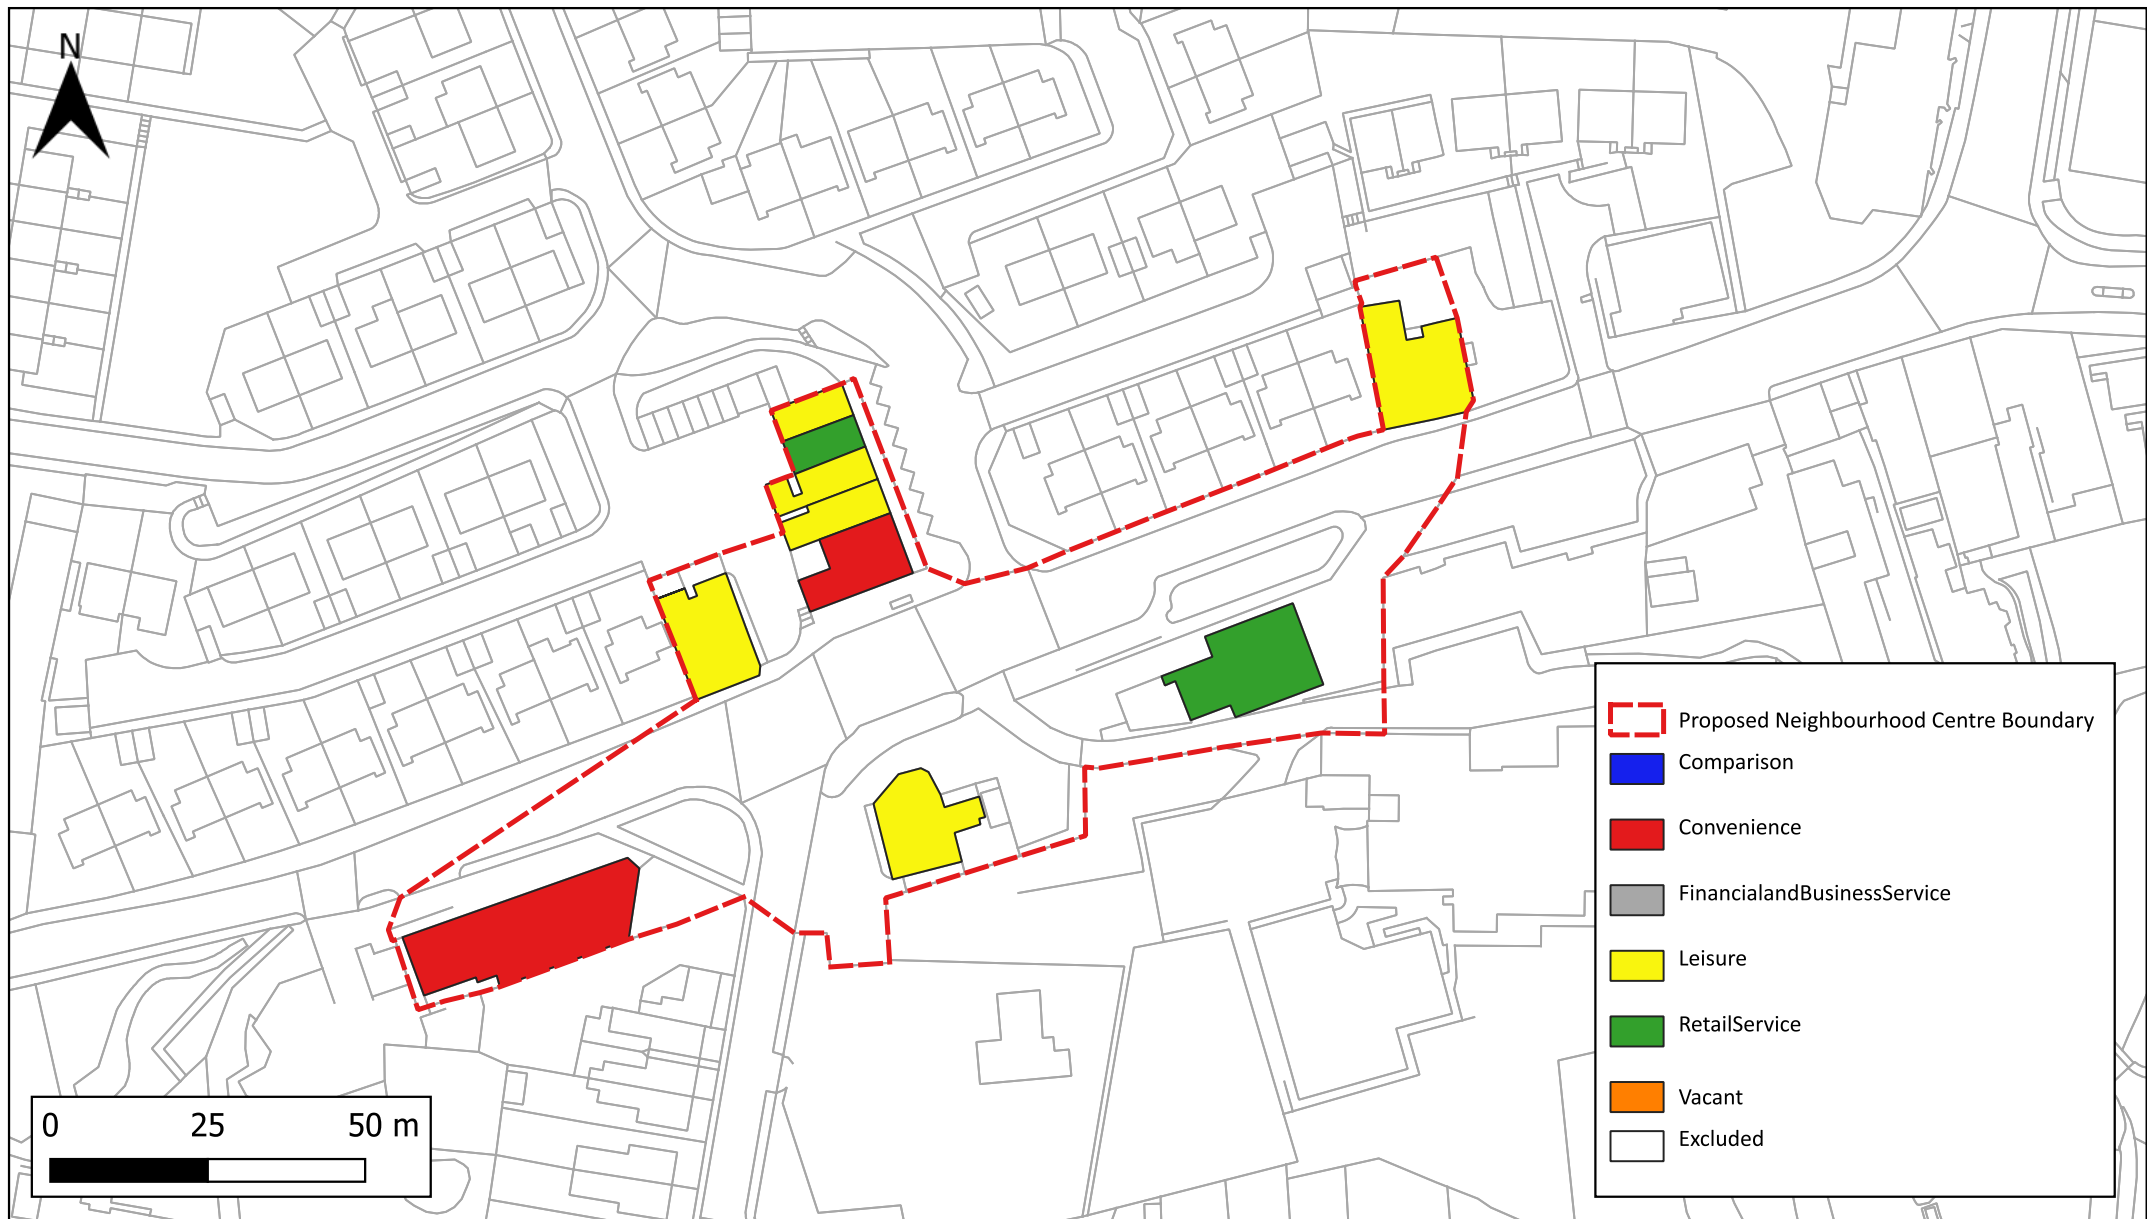 N
Proposed Neighbourhood Centre Boundary
Comparison
Convenience
FinancialandBusinessService
Leisure
RetailService
Vacant
Excluded
0 25 50 m